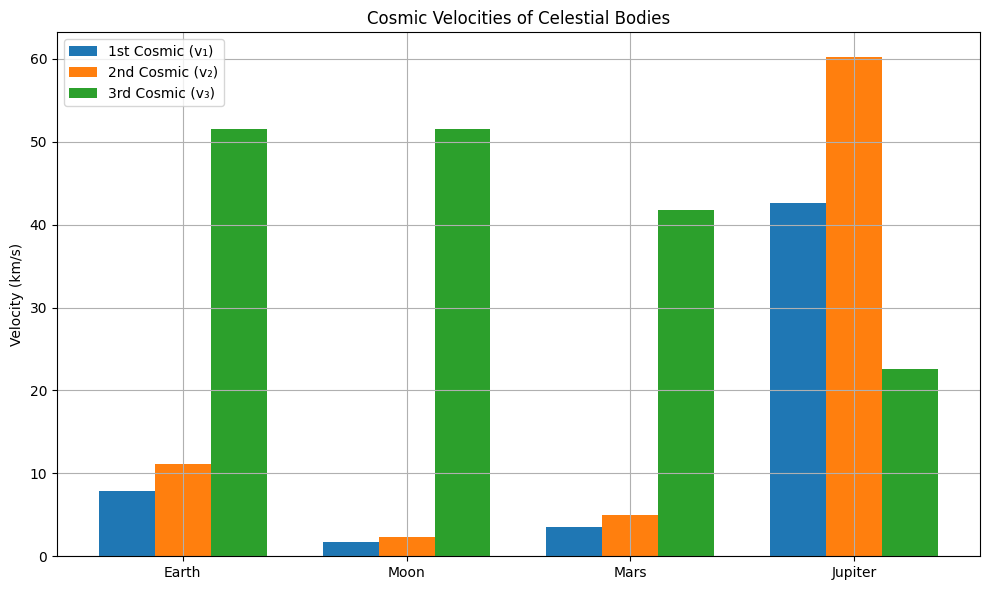 Cosmic Velocities of Celestial Bodies
1st Cosmic (v₁)
2nd Cosmic (v₂)
3rd Cosmic (v₃)
Velocity (km/s)
60
50
40
30
20
10
0
Earth Moon Mars Jupiter